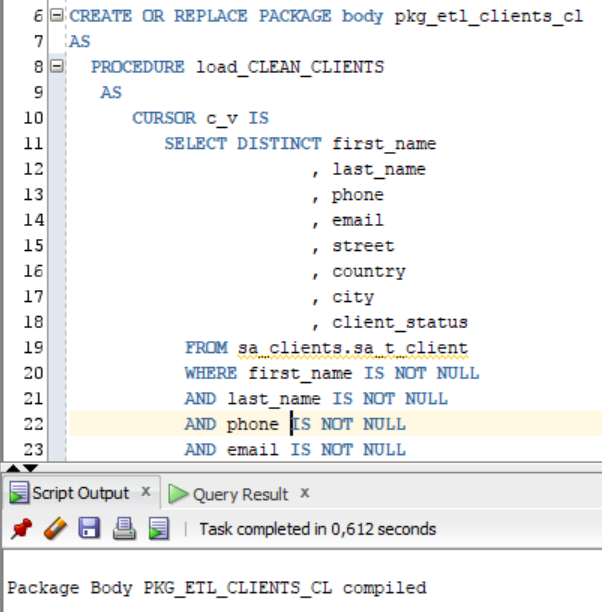 6 CREATE OR REPLACE PACKAGE body pkg_etl_clients_cl
7 AS
8 PROCEDURE load_CLEAN_CLIENTS
9 AS
10 CURSOR c_v IS
11 SELECT DISTINCT first_name
12 , last_name
13 , phone
14 , email
15 , street
16 , country
17 , city
18 , client_status
19 FROM sa_clients.sa_t_client
20 WHERE first_name IS NOT NULL
21 AND last_name IS NOT NULL
22 AND phone IS NOT NULL
23 AND email IS NOT NULL
Script Output x Query Result x
Task completed in 0,612 seconds
Package Body PKG_ETL_CLIENTS_CL compiled